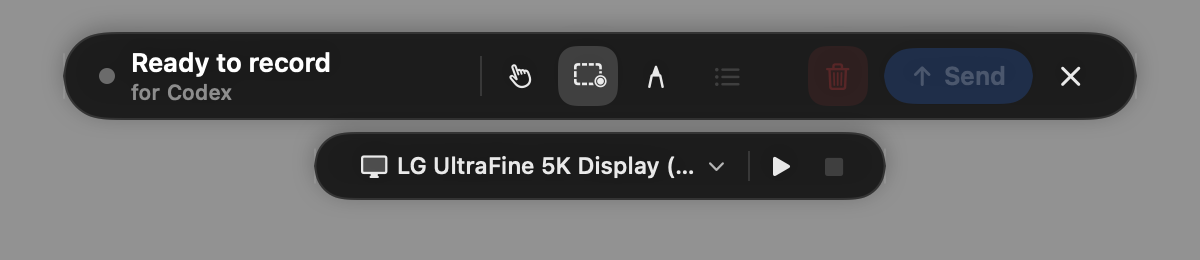 Ready to record
for Codex
Send
LG UltraFine 5K Display (...